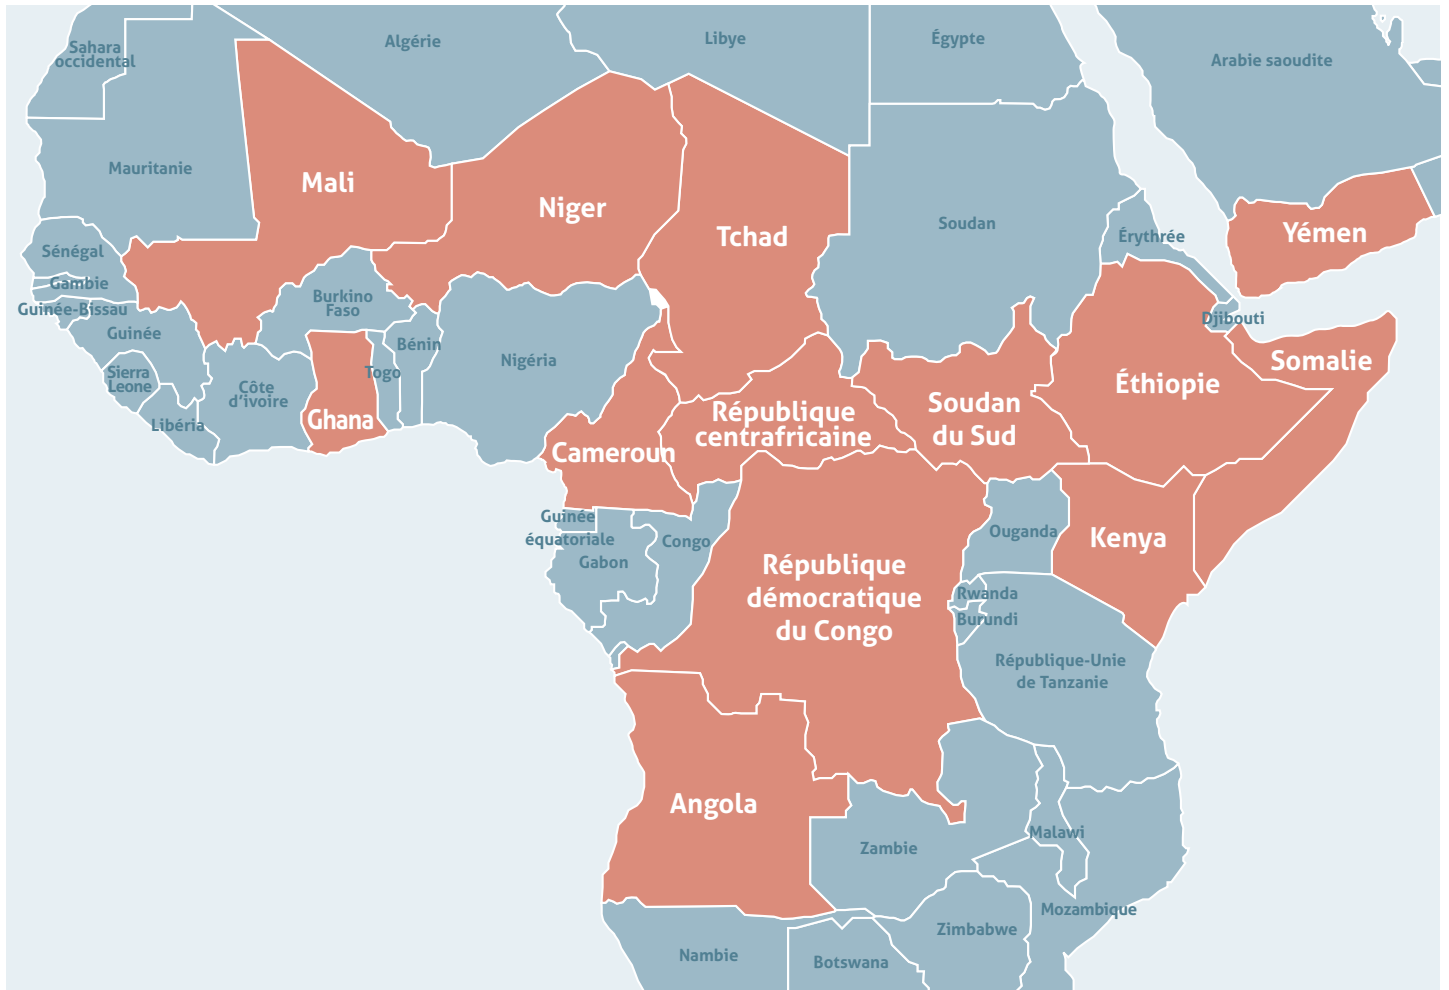 Algérie
Libye
Égypte
Sahara
occidental
Arabie saoudite
Mauritanie
Mali
Niger
Tchad
Soudan
Érythrée
Yémen
Sénégal
Gambie
Guinée-Bissau
Burkino
Faso
Guinée
Djibouti
Bénin
Nigéria
Somalie
Sierra
Leone
Togo
Côte
d'ivoire
Éthiopie
Ghana
Libéria
République
centrafricaine
Soudan
du Sud
Cameroun
Guinée
équatoriale
Gabon
Congo
Ouganda
Kenya
République
démocratique
du Congo
Rwanda
Burundi
République-Unie
de Tanzanie
Angola
Malawi
Zambie
Mozambique
Zimbabwe
Nambie
Botswana